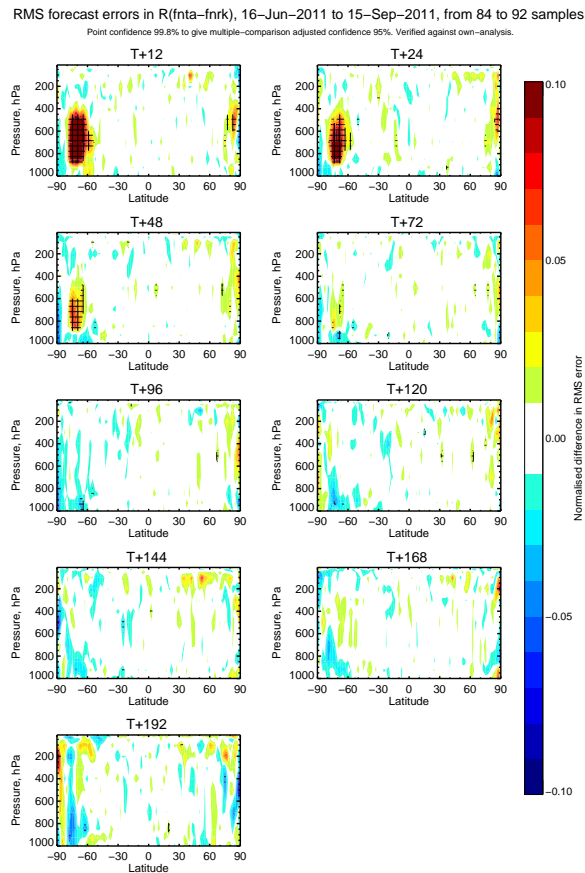 RMS forecast errors in R(fnta−fnrk), 16−Jun−2011 to 15−Sep−2011, from 84 to 92 samples
Point confidence 99.8% to give multiple−comparison adjusted confidence 95%. Verified against own−analysis.
T+12
Pressure, hPa
200
400
600
800
1000
−90 −60 −30 0 30 60 90
Latitude
T+24
Pressure, hPa
200
400
600
800
1000
−90 −60 −30 0 30 60 90
Latitude
T+48
Pressure, hPa
200
400
600
800
1000
−90 −60 −30 0 30 60 90
Latitude
T+72
Pressure, hPa
200
400
600
800
1000
−90 −60 −30 0 30 60 90
Latitude
T+96
Pressure, hPa
200
400
600
800
1000
−90 −60 −30 0 30 60 90
Latitude
T+120
Pressure, hPa
200
400
600
800
1000
−90 −60 −30 0 30 60 90
Latitude
T+144
Pressure, hPa
200
400
600
800
1000
−90 −60 −30 0 30 60 90
Latitude
T+168
Pressure, hPa
200
400
600
800
1000
−90 −60 −30 0 30 60 90
Latitude
T+192
Pressure, hPa
200
400
600
800
1000
−90 −60 −30 0 30 60 90
Latitude
0.10
0.05
0.00
−0.05
−0.10
Normalised difference in RMS error